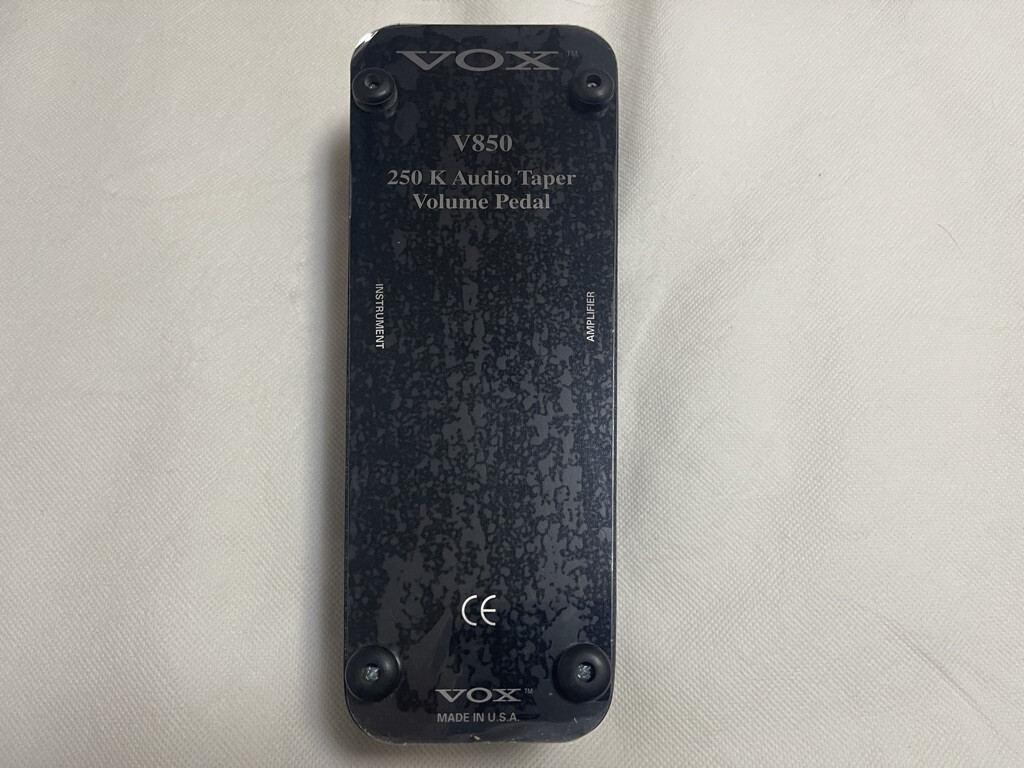 VOX™
V850
250 K Audio Taper
Volume Pedal
INSTRUMENT
AMPLIFIER
CE
VOX™
MADE IN U.S.A.